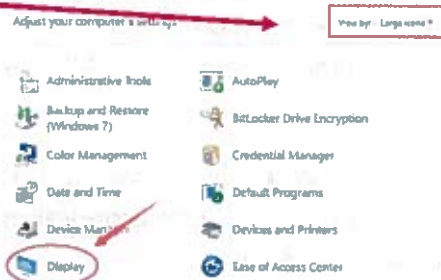 Adjust your computer's settings
View by: Large icons
Administrative Tools
AutoPlay
Backup and Restore
(Windows 7)
BitLocker Drive Encryption
Color Management
Credential Manager
Date and Time
Default Programs
Device Manager
Devices and Printers
Display
Ease of Access Center